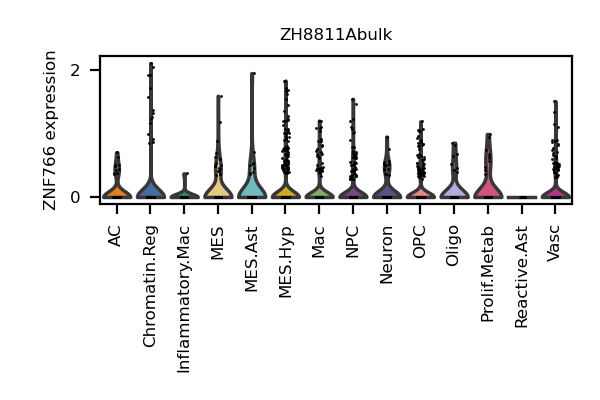 ZH8811Abulk
ZNF766 expression
2
0
AC
Chromatin.Reg
Inflammatory.Mac
MES
MES.Ast
MES.Hyp
Mac
NPC
Neuron
OPC
Oligo
Prolif.Metab
Reactive.Ast
Vasc